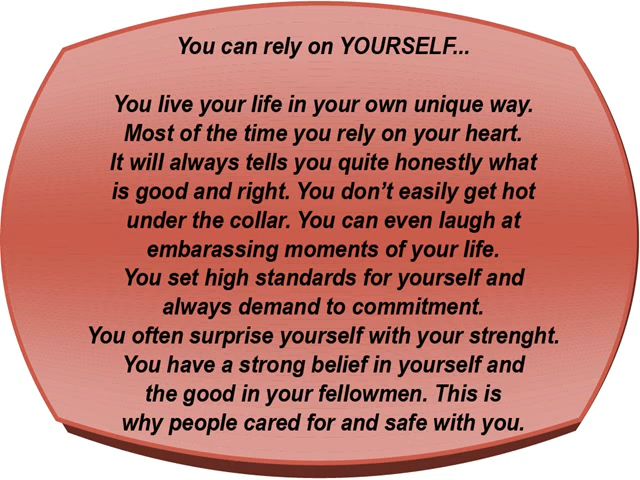 You can rely on YOURSELF...
You live your life in your own unique way.
Most of the time you rely on your heart.
It will always tells you quite honestly what
is good and right. You don't easily get hot
under the collar. You can even laugh at
embarassing moments of your life.
You set high standards for yourself and
always demand to commitment.
You often surprise yourself with your strenght.
You have a strong belief in yourself and
the good in your fellowmen. This is
why people cared for and safe with you.